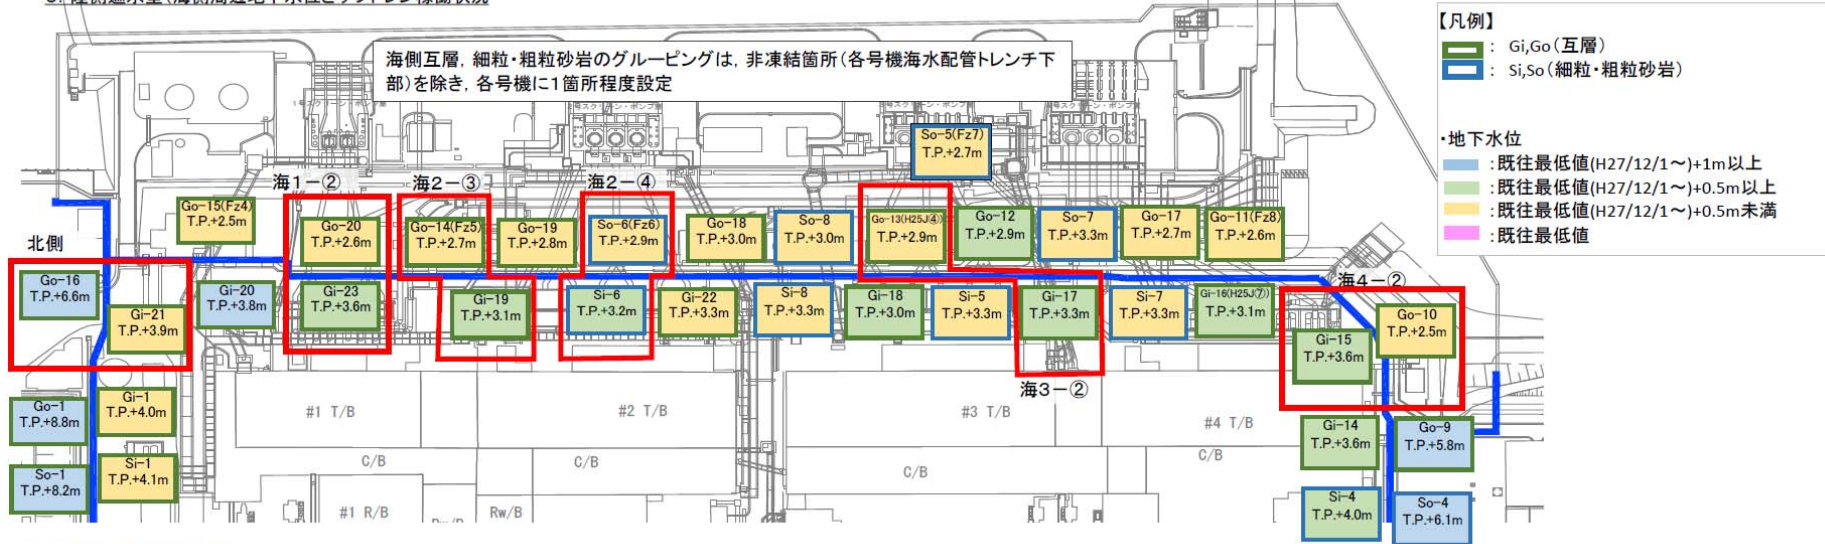 海側互層，細粒・粗粒砂岩のグルーピングは，非凍結箇所（各号機海水配管トレンチ下
部）を除き，各号機に１箇所程度設定
【凡例】
： Gi,Go（互層）
： Si,So（細粒・粗粒砂岩）
・地下水位
：既往最低値(H27/12/1～)+1m以上
：既往最低値(H27/12/1～)+0.5m以上
：既往最低値(H27/12/1～)+0.5m未満
：既往最低値
So-5(Fz7)
T.P.+2.7m
海1－②
海2－③
海2－④
北側
Go-15(Fz4)
T.P.+2.5m
Go-20
T.P.+2.6m
Go-14(Fz5)
T.P.+2.7m
Go-19
T.P.+2.8m
So-6(Fz6)
T.P.+2.9m
Go-18
T.P.+3.0m
So-8
T.P.+3.0m
Go-13(H25J④)
T.P.+2.9m
Go-12
T.P.+2.9m
So-7
T.P.+3.3m
Go-17
T.P.+2.7m
Go-11(Fz8)
T.P.+2.6m
Go-16
T.P.+6.6m
Gi-21
T.P.+3.9m
Gi-20
T.P.+3.8m
Gi-23
T.P.+3.6m
Gi-19
T.P.+3.1m
Si-6
T.P.+3.2m
Gi-22
T.P.+3.3m
Si-8
T.P.+3.3m
Gi-18
T.P.+3.0m
Si-5
T.P.+3.3m
Gi-17
T.P.+3.3m
Si-7
T.P.+3.3m
Gi-16(H25J⑦)
T.P.+3.1m
海4－②
Go-10
T.P.+2.5m
Gi-15
T.P.+3.6m
海3－②
Go-1
T.P.+8.8m
Gi-1
T.P.+4.0m
#1 T/B
#2 T/B
#3 T/B
#4 T/B
Gi-14
T.P.+3.6m
Go-9
T.P.+5.8m
So-1
T.P.+8.2m
Si-1
T.P.+4.1m
C/B
C/B
C/B
C/B
Si-4
T.P.+4.0m
So-4
T.P.+6.1m
#1 R/B
Rw/B